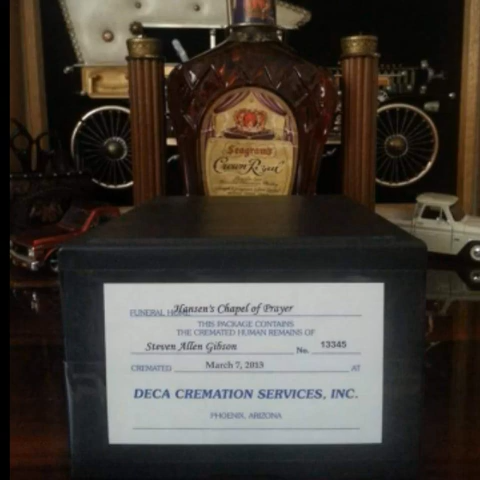 Seagram's
Crown Royal
FUNERAL HOME Hansen's Chapel of Prayer
THIS PACKAGE CONTAINS
THE CREMATED HUMAN REMAINS OF
Steven Allen Gibson No. 13345
CREMATED March 7, 2013 AT
DECA CREMATION SERVICES, INC.
PHOENIX, ARIZONA